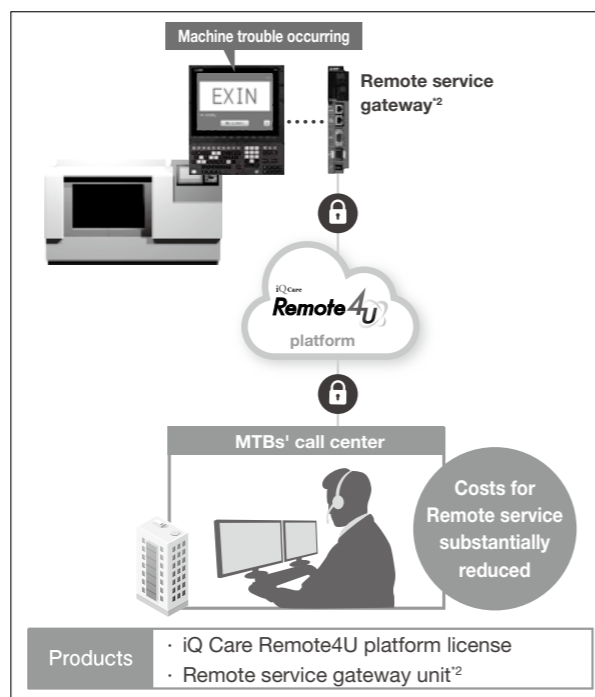 Machine trouble occurring
EXIN
Remote service
gateway*2
iQ Care
Remote4U
platform
MTBs' call center
Costs for
Remote service
substantially
reduced
Products
· iQ Care Remote4U platform license
· Remote service gateway unit*2